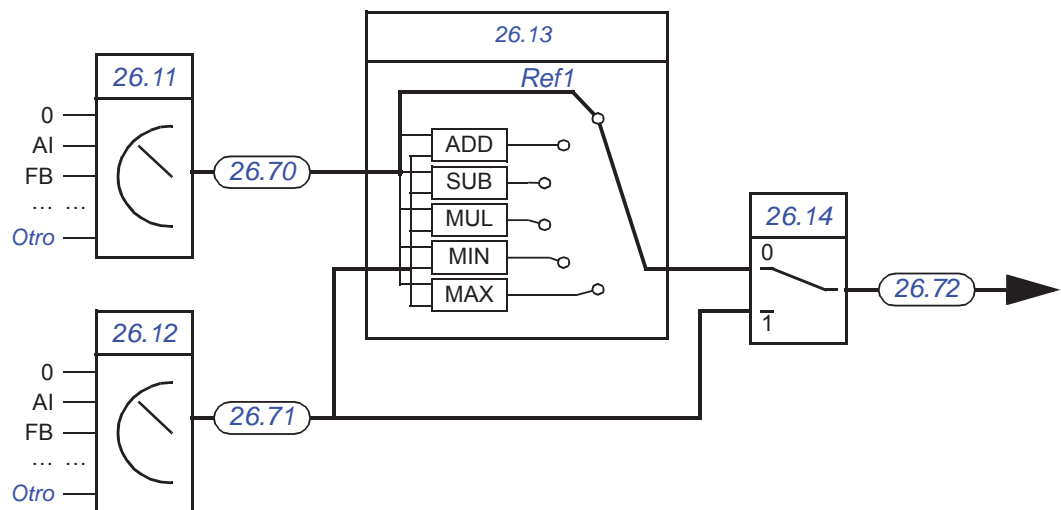 26.13
26.11
Ref1
0
AI
ADD
FB
26.70
SUB
… …
MUL
26.14
Otro
MIN
0
MAX
26.72
1
26.12
0
AI
26.71
FB
… …
Otro